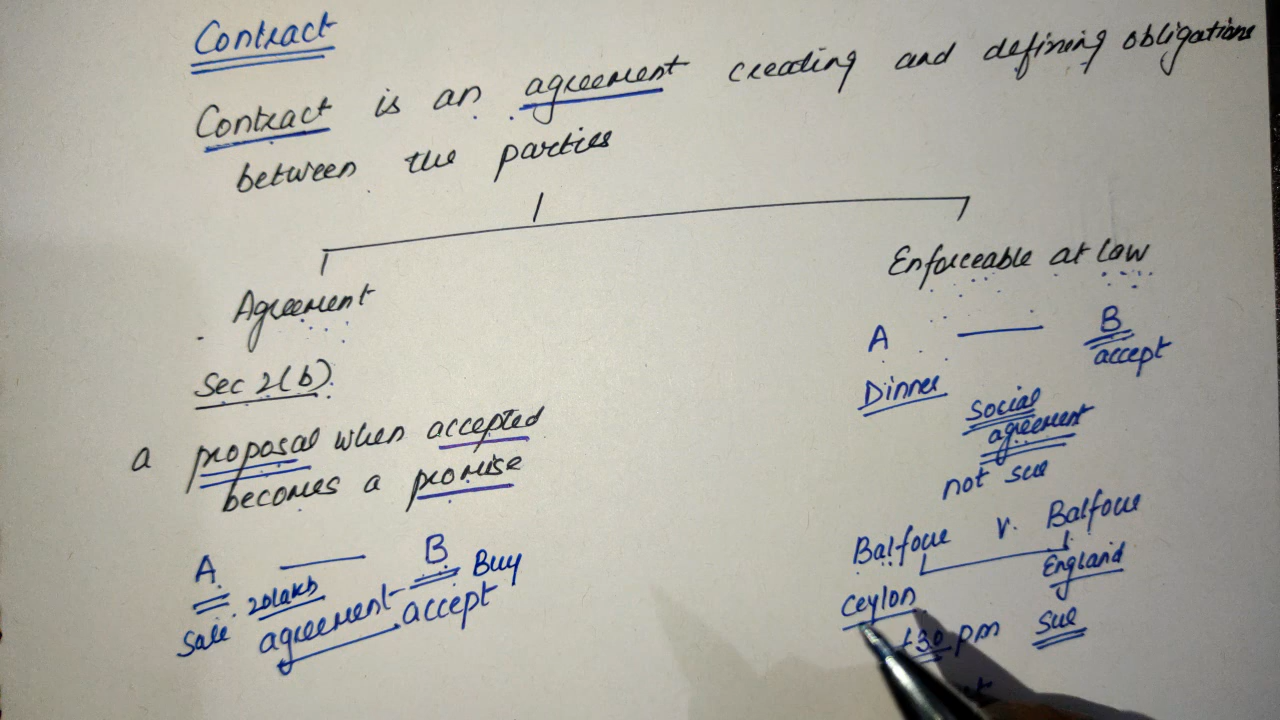 Contract
Contract is an agreement creating and defining obligations
between the parties
Agreement
Sec 2(b).
a proposal when accepted
becomes a promise
A — B Buy
Sale 20lakh agreement - accept
Enforceable at law
A — B
accept
Dinner
Social
agreement
not sue
Balfour v. Balfour
Ceylon England
£30 pm sue